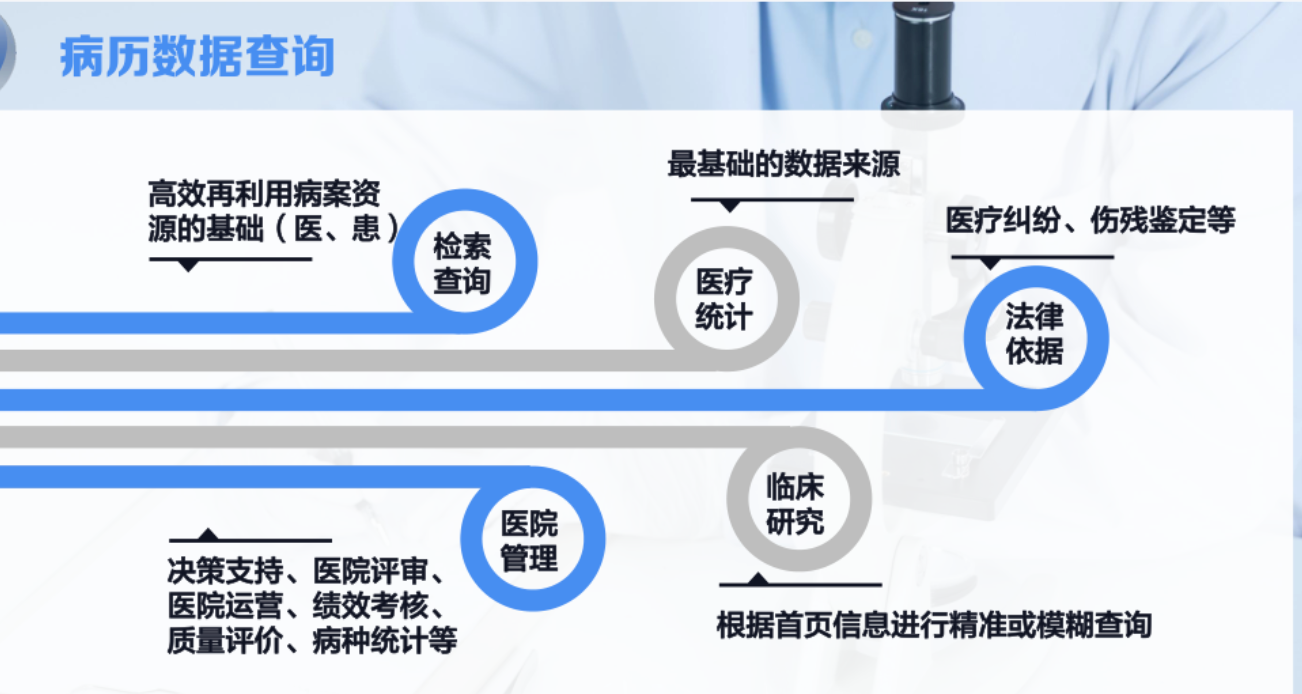 病历数据查询
高效再利用病案资
源的基础（医、患）
检索
查询
最基础的数据来源
医疗
统计
医疗纠纷、伤残鉴定等
法律
依据
医院
管理
决策支持、医院评审、
医院运营、绩效考核、
质量评价、病种统计等
临床
研究
根据首页信息进行精准或模糊查询